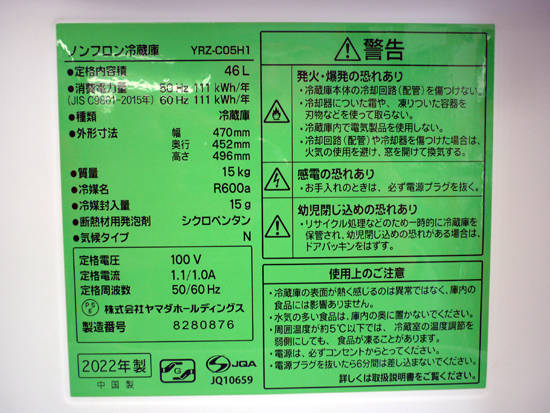 ノンフロン冷蔵庫 YRZ-C05H1
●定格内容積 46 L
●消費電力量 50 Hz 111 kWh/年
(JIS C9801-2015年) 60 Hz 111 kWh/年
●種類 冷蔵庫
●外形寸法 幅 470mm
奥行 452mm
高さ 496mm
●質量 15 kg
●冷媒名 R600a
●冷媒封入量 15 g
●断熱材用発泡剤 シクロペンタン
●気候タイプ N
定格電圧 100 V
定格電流 1.1/1.0A
定格周波数 50/60 Hz
PSE 株式会社ヤマダホールディングス
製造番号 8280876
2022年製
中国製
G
JQA
JQ10659
警告
発火・爆発の恐れあり
・冷蔵庫本体の冷却回路(配管)を傷つけない。
・冷却器についた霜や、凍りついた容器を
刃物などを使って取らない。
・冷蔵庫内で電気製品を使用しない。
・冷却回路(配管)や冷却器を傷つけた場合は、
火気の使用を避け、窓を開けて換気する。
感電の恐れあり
・お手入れのときは、必ず電源プラグを抜く。
幼児閉じ込めの恐れあり
・リサイクル処理などのため一時的に冷蔵庫を
保管され、幼児閉じ込めの恐れがある場合は、
ドアパッキンをはずす。
使用上のご注意
・冷蔵庫の表面が熱く感じるのは異常ではなく、庫内の食
品には影響ありません。
・水気の多い食品は、庫内の奥に置かないでください。
・周囲温度が約5℃以下では、冷蔵室の温度調節を
弱側にしても、食品が凍ることがあります。
・電源は、必ずコンセントからとってください。
・電源プラグを抜いたら6分間は差し込まないでください。
詳しくは取扱説明書をご覧ください。